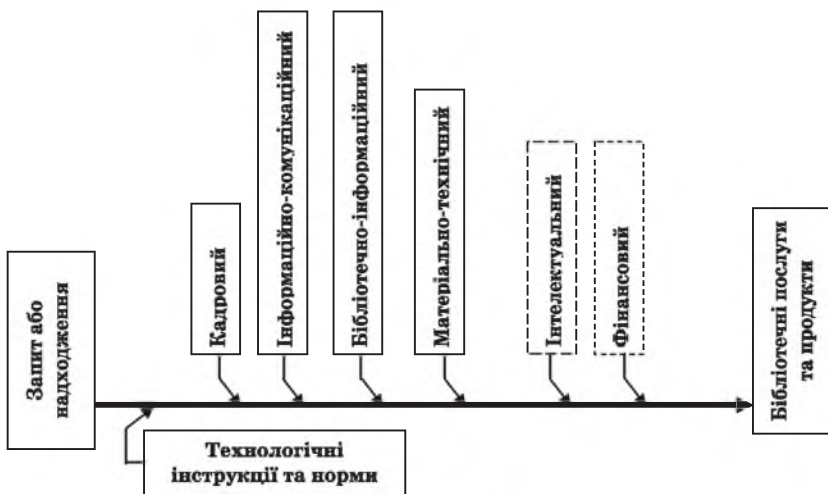 Запит або
надходження
Кадровий
Інформаційно-комунікаційний
Бібліотечно-інформаційний
Матеріально-технічний
Інтелектуальний
Фінансовий
Бібліотечні послуги
та продукти
Технологічні
інструкції та норми